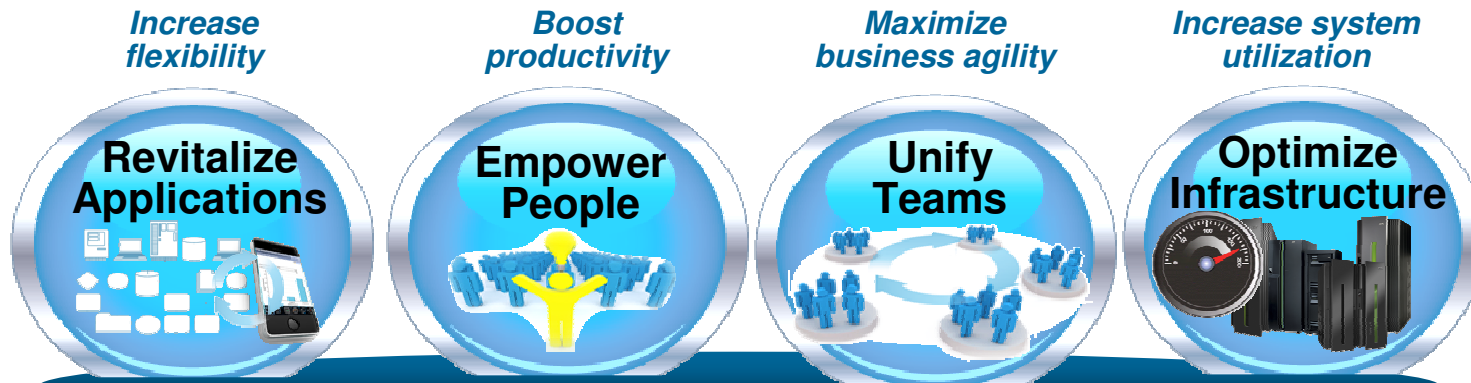 Increase
flexibility
Boost
productivity
Maximize
business agility
Increase system
utilization
Revitalize
Applications
Empower
People
Unify
Teams
Optimize
Infrastructure